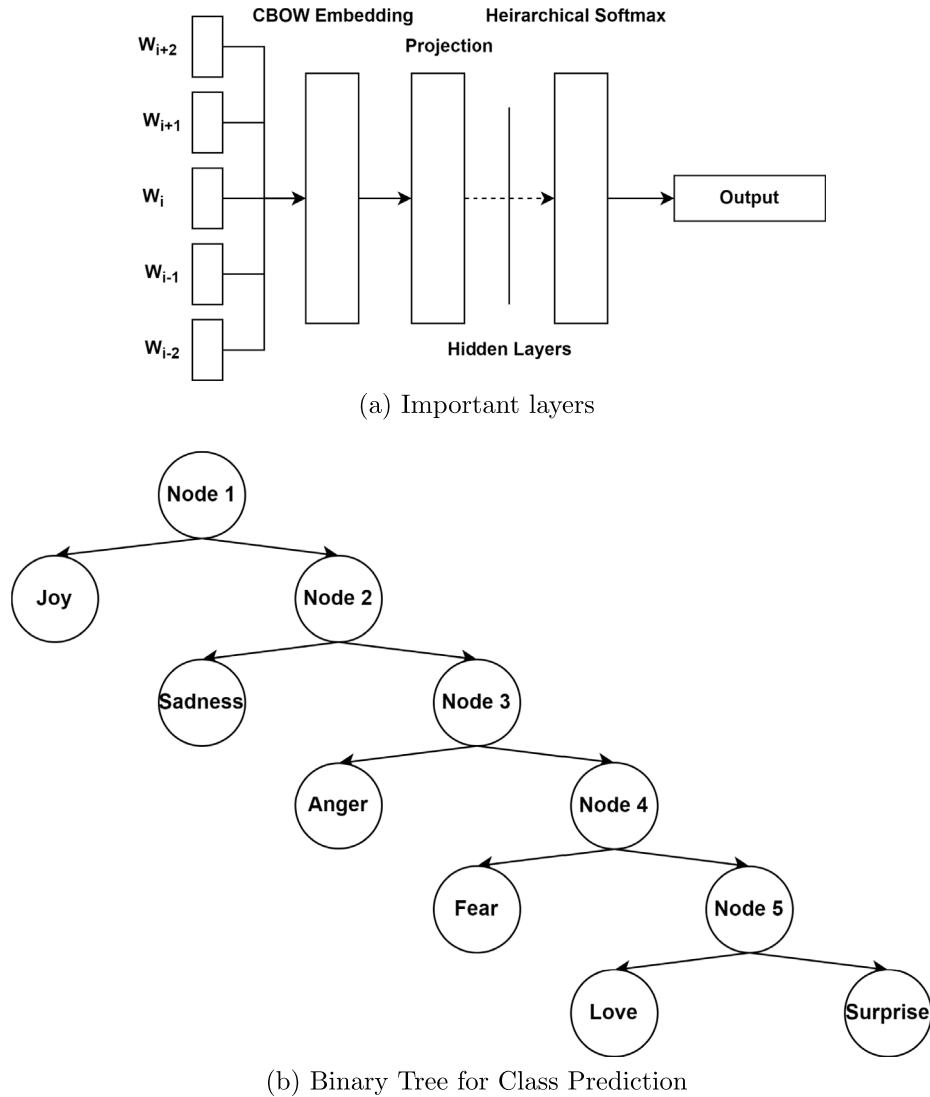 CBOW Embedding
Heirarchical Softmax
Projection
Wi+2
Wi+1
Wi
Wi-1
Wi-2
Output
Hidden Layers
(a) Important layers
Node 1
Joy
Node 2
Sadness
Node 3
Anger
Node 4
Fear
Node 5
Love
Surprise
(b) Binary Tree for Class Prediction